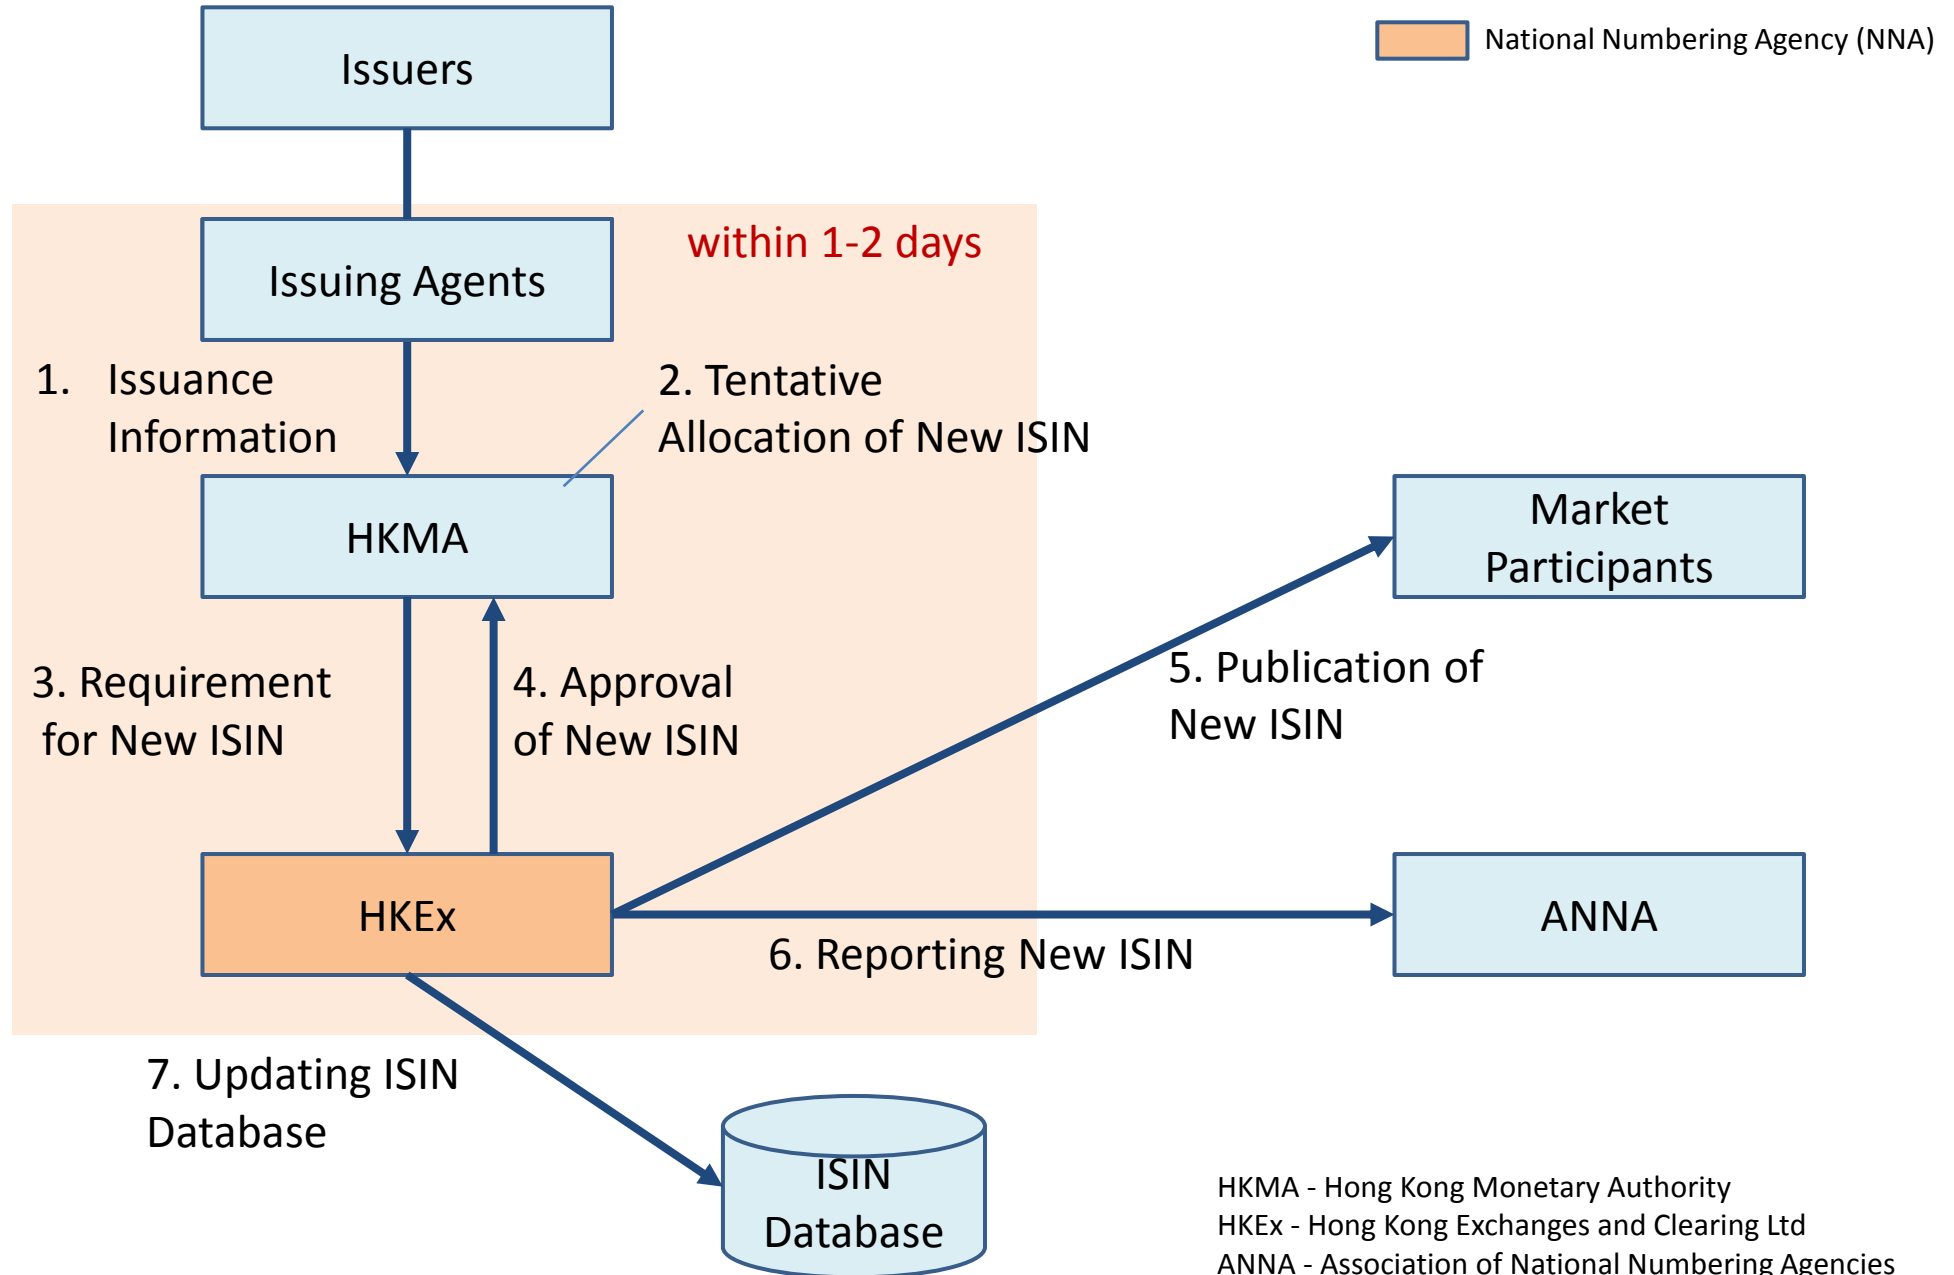 Issuers
National Numbering Agency (NNA)
within 1-2 days
Issuing Agents
1. Issuance
Information
2. Tentative
Allocation of New ISIN
HKMA
Market
Participants
3. Requirement
for New ISIN
4. Approval
of New ISIN
5. Publication of
New ISIN
HKEx
ANNA
6. Reporting New ISIN
7. Updating ISIN
Database
ISIN
Database
HKMA - Hong Kong Monetary Authority
HKEx - Hong Kong Exchanges and Clearing Ltd
ANNA - Association of National Numbering Agencies